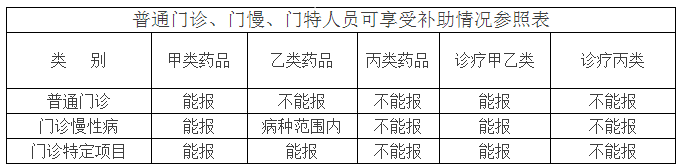 普通门诊、门慢、门特人员可享受补助情况参照表
类 别 甲类药品 乙类药品 丙类药品 诊疗甲乙类 诊疗丙类
普通门诊 能报 不能报 不能报 能报 不能报
门诊慢性病 能报 病种范围内 不能报 能报 不能报
门诊特定项目 能报 能报 不能报 能报 不能报